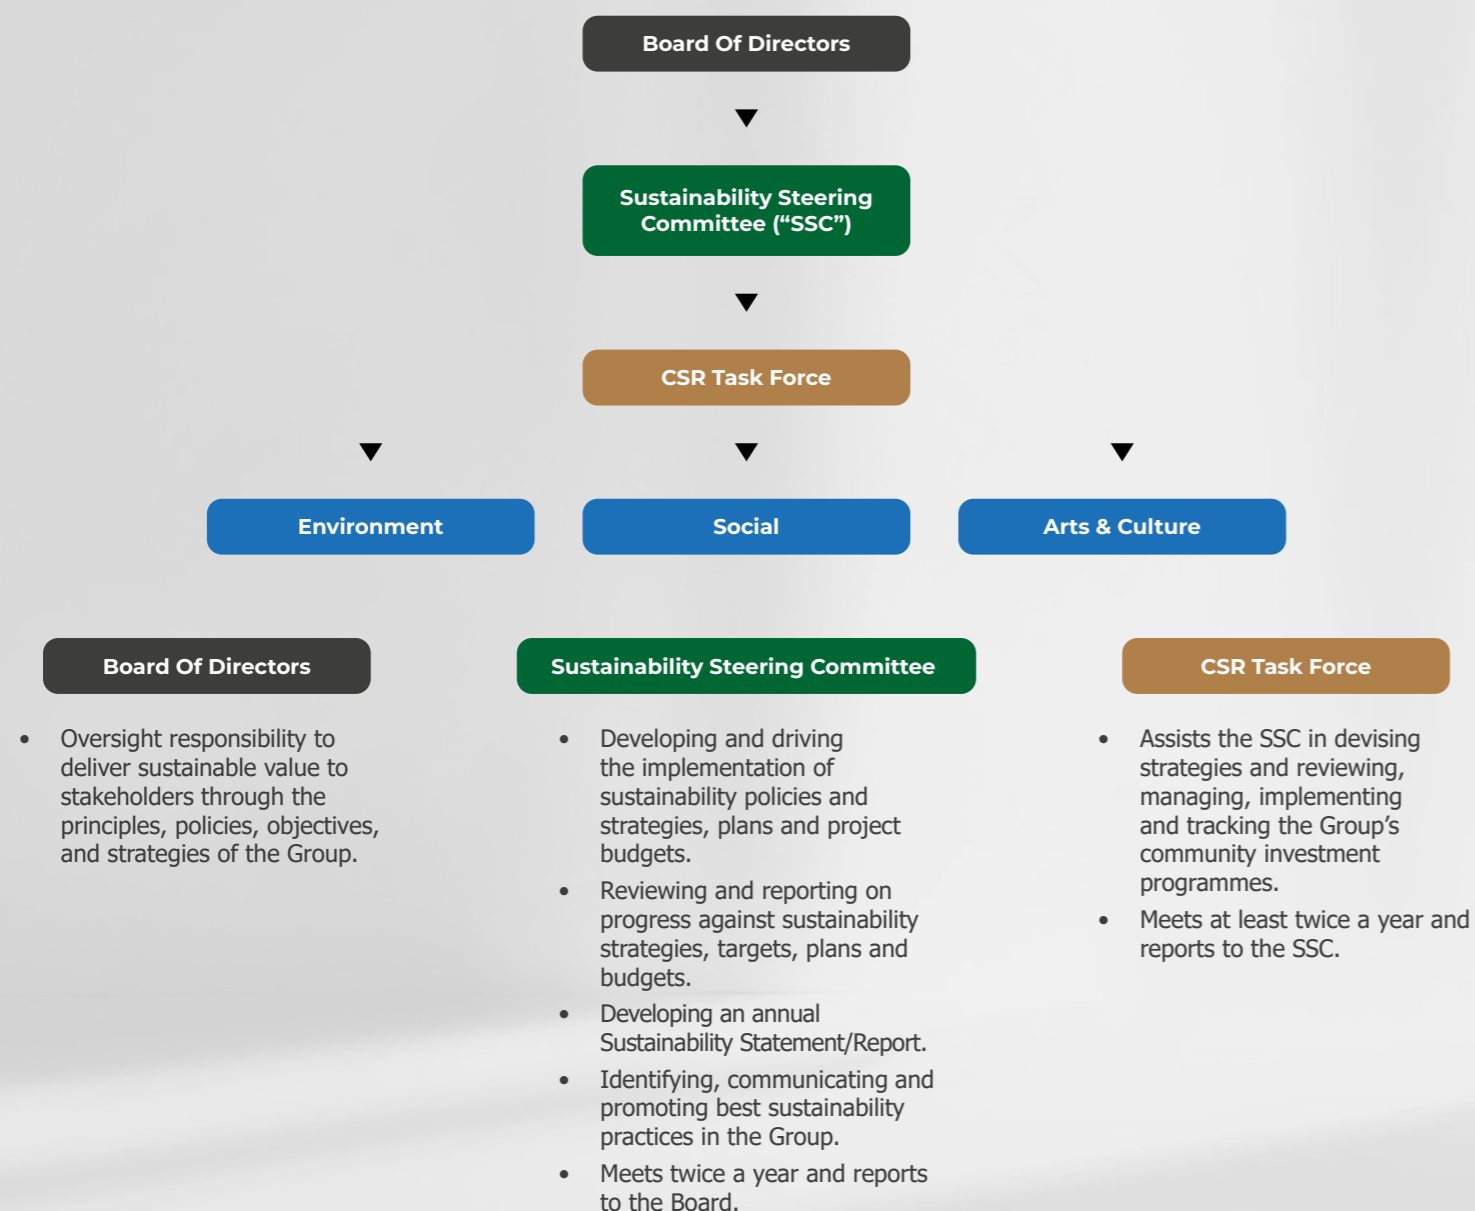 Board Of Directors
Sustainability Steering
Committee (“SSC”)
CSR Task Force
Environment
Social
Arts & Culture
Board Of Directors
• Oversight responsibility to
deliver sustainable value to
stakeholders through the
principles, policies, objectives,
and strategies of the Group.
Sustainability Steering Committee
• Developing and driving
the implementation of
sustainability policies and
strategies, plans and project
budgets.
• Reviewing and reporting on
progress against sustainability
strategies, targets, plans and
budgets.
• Developing an annual
Sustainability Statement/Report.
• Identifying, communicating and
promoting best sustainability
practices in the Group.
• Meets twice a year and reports
to the Board.
CSR Task Force
• Assists the SSC in devising
strategies and reviewing,
managing, implementing
and tracking the Group’s
community investment
programmes.
• Meets at least twice a year and
reports to the SSC.